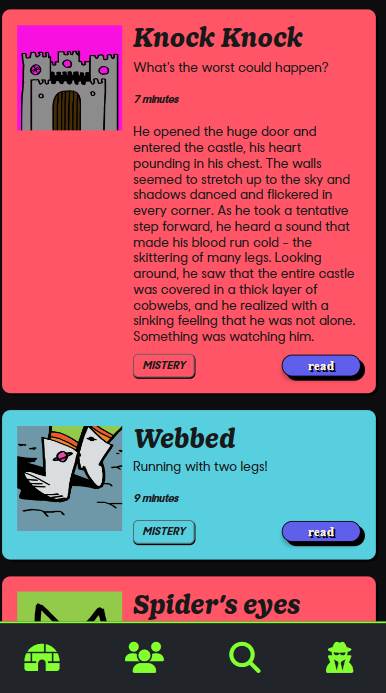 Knock Knock
What's the worst could happen?
7 minutes
He opened the huge door and
entered the castle, his heart
pounding in his chest. The walls
seemed to stretch up to the sky and
shadows danced and flickered in
every corner. As he took a tentative
step forward, he heard a sound that
made his blood run cold - the
skittering of many legs. Looking
around, he saw that the entire castle
was covered in a thick layer of
cobwebs, and he realized with a
sinking feeling that he was not alone.
Something was watching him.
MISTERY
read
Webbed
Running with two legs!
9 minutes
MISTERY
read
Spider's eyes